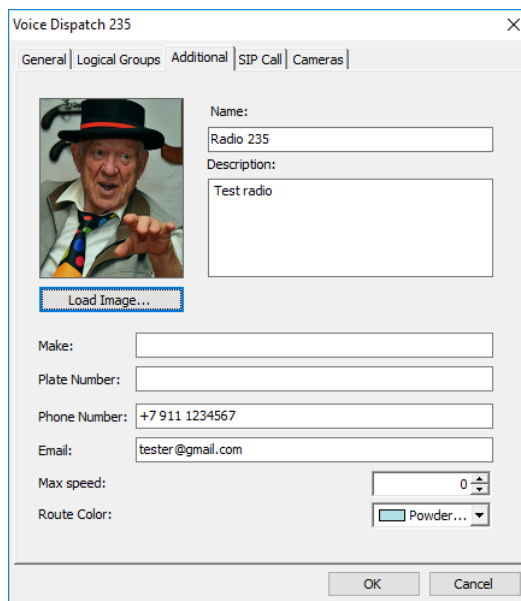 Voice Dispatch 235
General Logical Groups Additional SIP Call Cameras
Name:
Radio 235
Description:
Test radio
Load Image...
Make:
Plate Number:
Phone Number: +7 911 1234567
Email: tester@gmail.com
Max speed: 0
Route Color: Powder...
OK Cancel